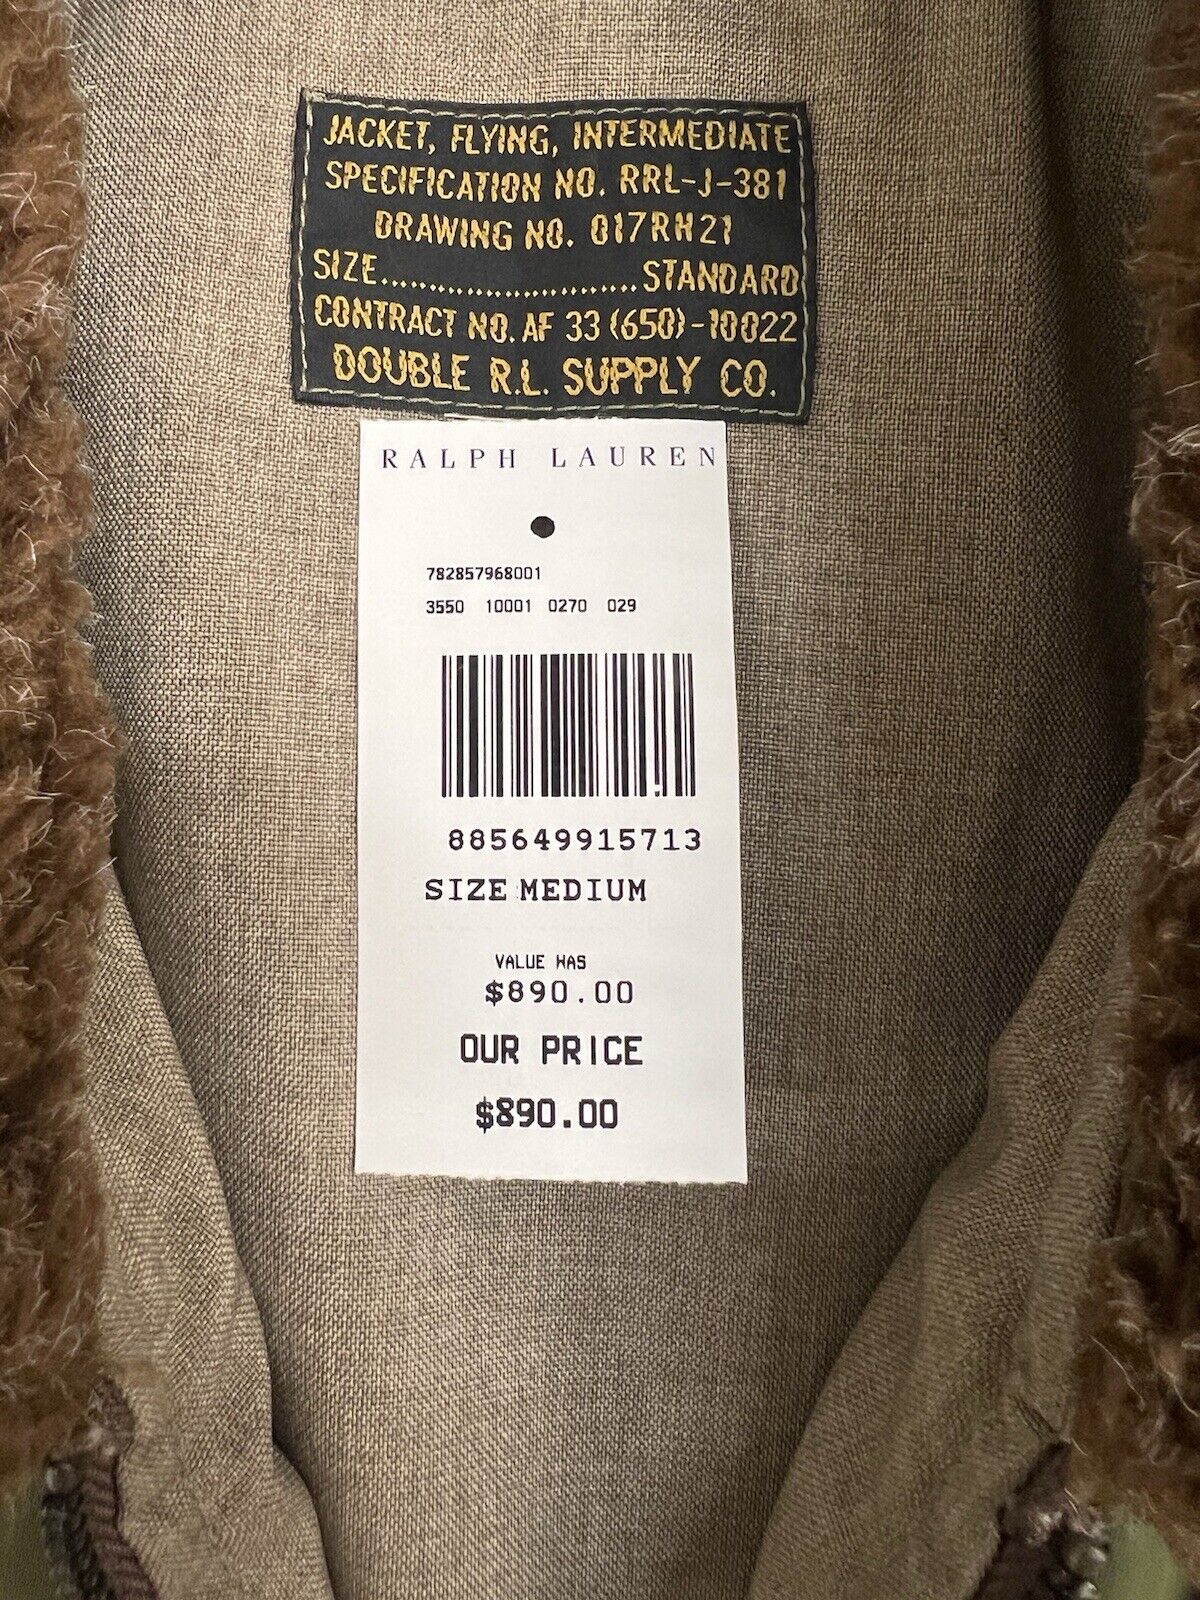 JACKET, FLYING, INTERMEDIATE
SPECIFICATION NO. RRL-J-381
DRAWING NO. 017RH21
SIZE............................STANDARD
CONTRACT NO. AF 33 (650)-10022
DOUBLE R.L. SUPPLY CO.
RALPH LAUREN
782857968001
3550 10001 0270 029
885649915713
SIZE MEDIUM
VALUE WAS
$890.00
OUR PRICE
$890.00